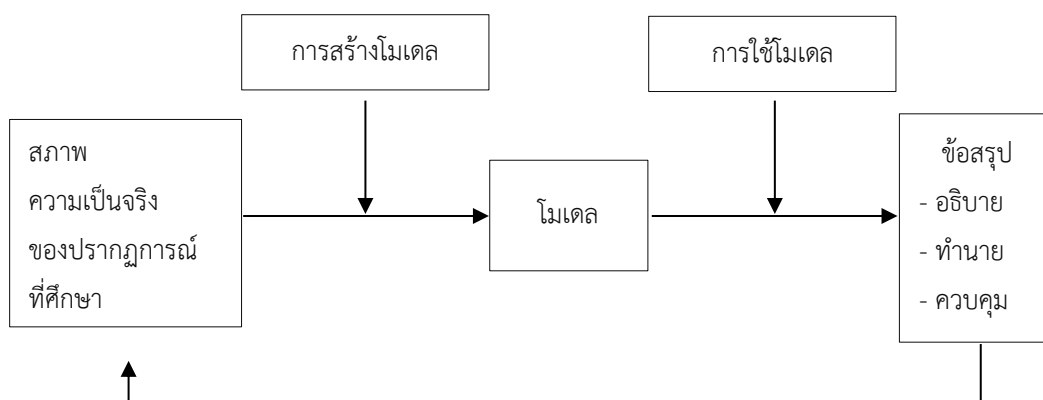 การสร้างโมเดล
การใช้โมเดล
สภาพ
ความเป็นจริง
ของปรากฏการณ์
ที่ศึกษา
โมเดล
ข้อสรุป
- อธิบาย
- ทำนาย
- ควบคุม